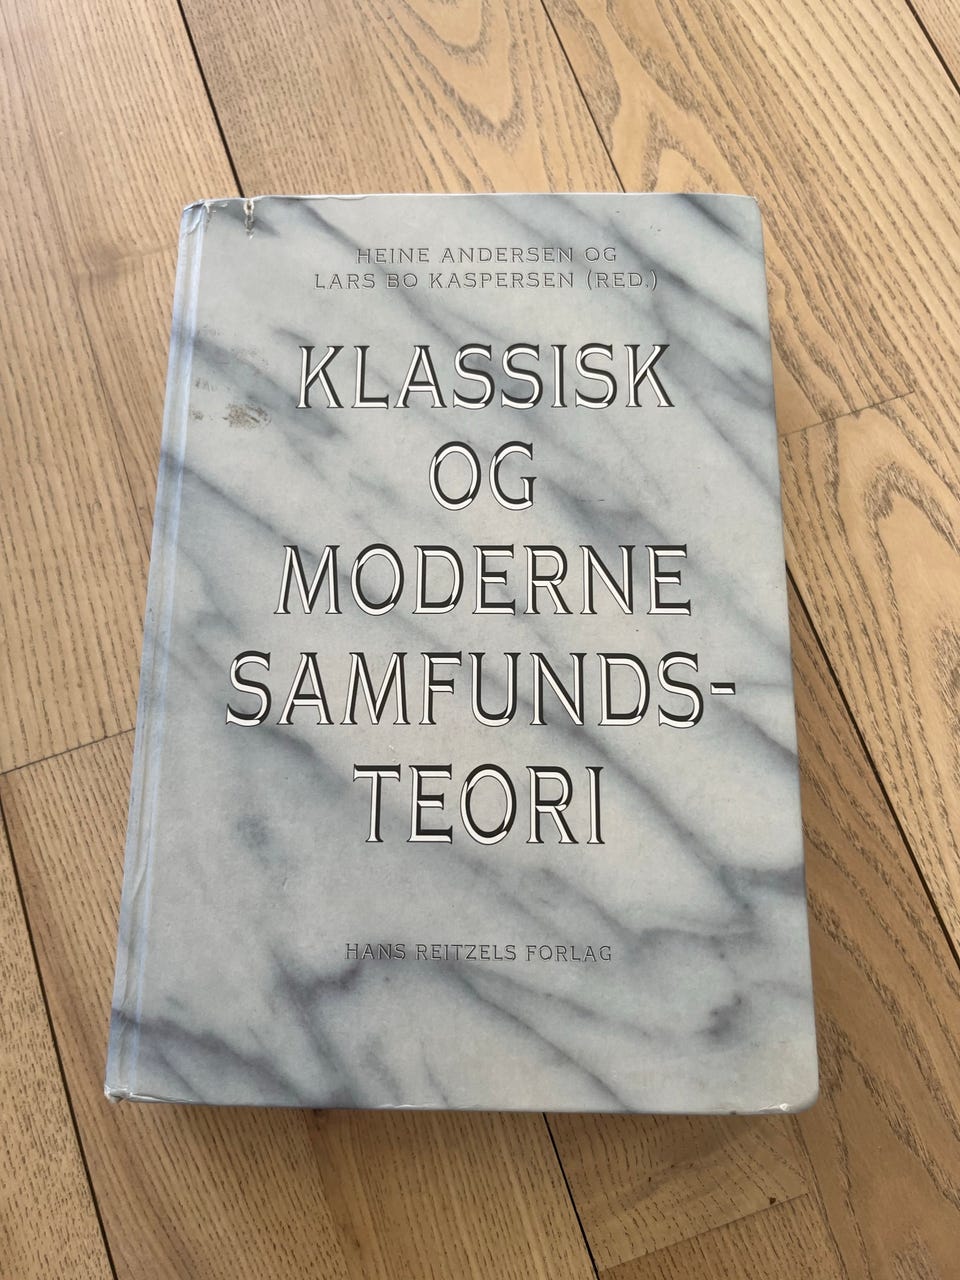 HEINE ANDERSEN OG
LARS BO KASPERSEN (RED.)
KLASSISK
OG
MODERNE
SAMFUNDS-
TEORI
HANS REITZELS FORLAG